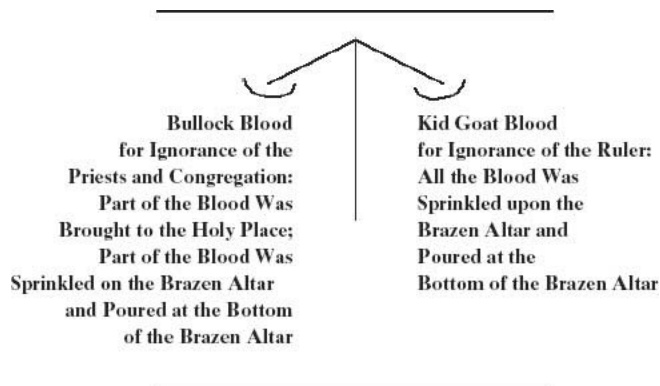 Bullock Blood
for Ignorance of the
Priests and Congregation:
Part of the Blood Was
Brought to the Holy Place;
Part of the Blood Was
Sprinkled on the Brazen Altar
and Poured at the Bottom
of the Brazen Altar
Kid Goat Blood
for Ignorance of the Ruler:
All the Blood Was
Sprinkled upon the
Brazen Altar and
Poured at the
Bottom of the Brazen Altar